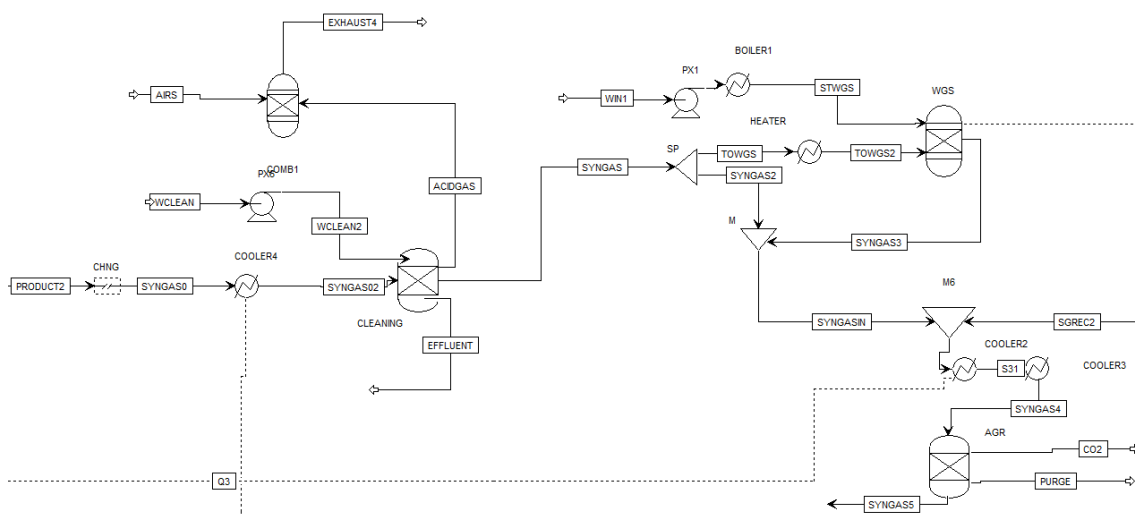 EXHAUST4
BOILER1
PX1
AIRS
WIN1
STWGS
WGS
HEATER
SP
TOWGS
TOWGS2
SYNGAS
SYNGAS2
COMB1
PX6
ACIDGAS
WCLEAN
WCLEAN2
M
SYNGAS3
CHNG
COOLER4
PRODUCT2
SYNGAS0
SYNGAS02
M6
CLEANING
SYNGASIN
SGREC2
EFFLUENT
COOLER2
S31
COOLER3
SYNGAS4
AGR
CO2
Q3
PURGE
SYNGAS5